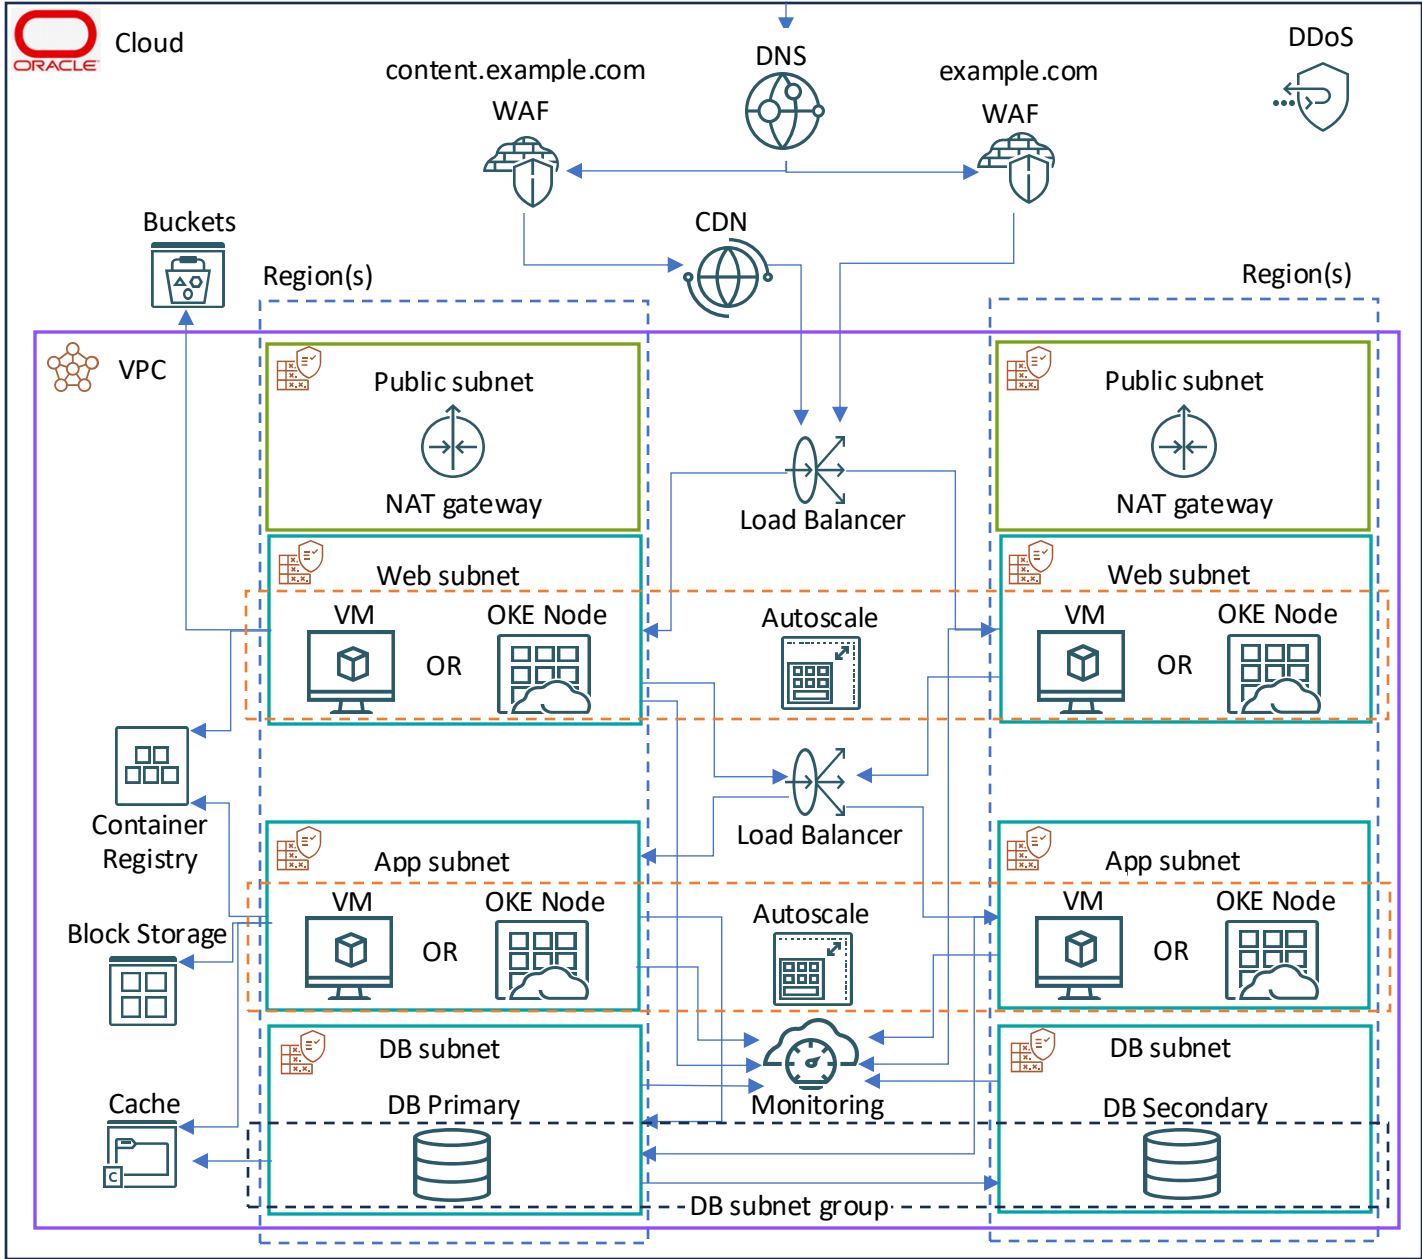 ORACLE
Cloud
DNS
DDoS
content.example.com
example.com
WAF
WAF
Buckets
CDN
Region(s)
Region(s)
VPC
Public subnet
Public subnet
NAT gateway
NAT gateway
Load Balancer
Web subnet
Web subnet
VM
OKE Node
Autoscale
VM
OKE Node
OR
OR
Container
Registry
Load Balancer
App subnet
App subnet
VM
OKE Node
Autoscale
VM
OKE Node
OR
OR
Block Storage
DB subnet
DB subnet
Cache
DB Primary
Monitoring
DB Secondary
C
DB subnet group